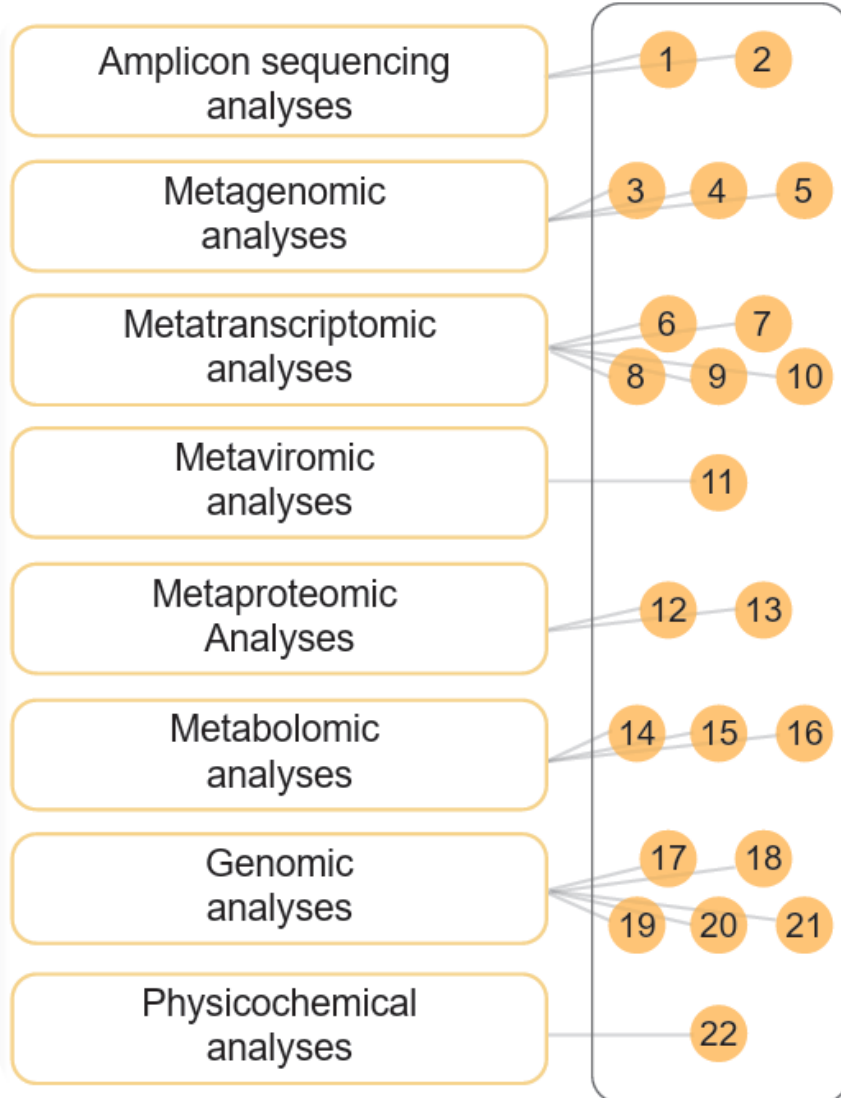 Amplicon sequencing
analyses
1 2
Metagenomic
analyses
3 4 5
Metatranscriptomic
analyses
6 7
8 9 10
Metaviromic
analyses
11
Metaproteomic
Analyses
12 13
Metabolomic
analyses
14 15 16
Genomic
analyses
17 18
19 20 21
Physicochemical
analyses
22